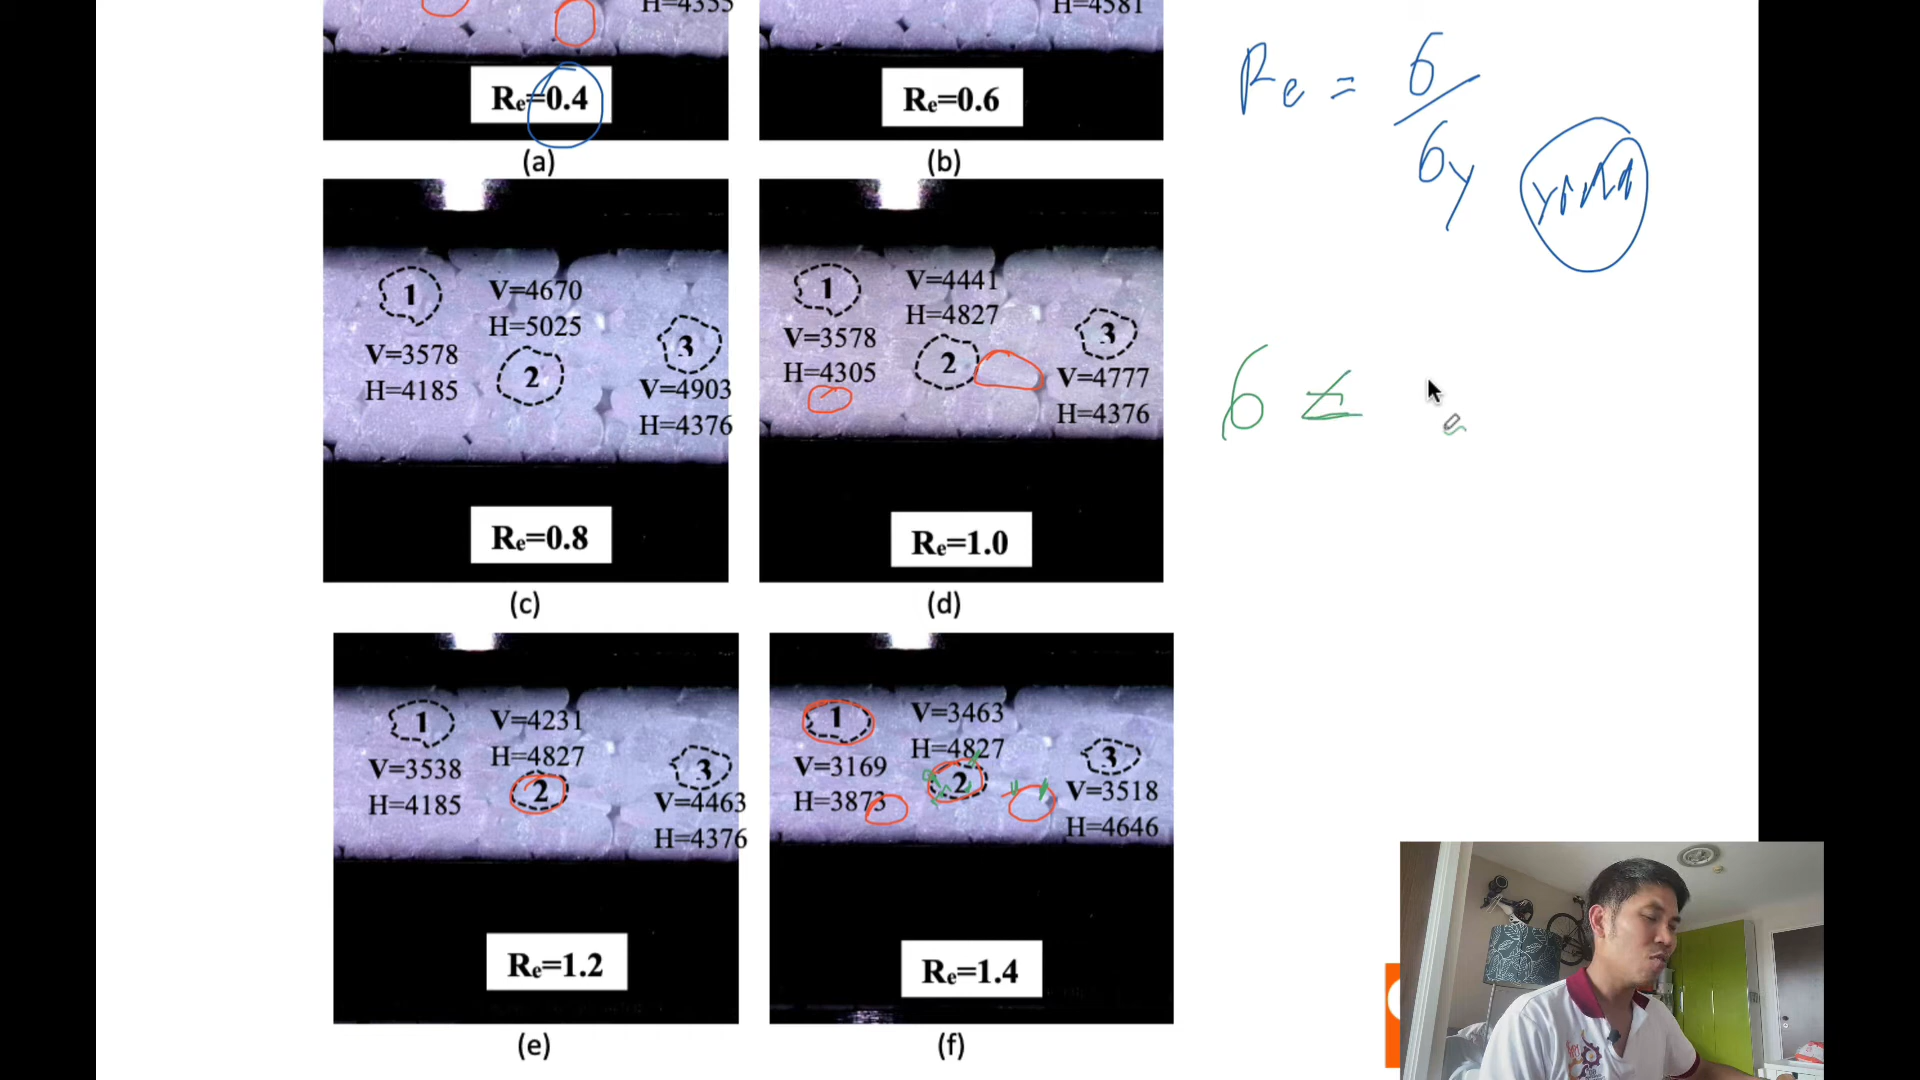 H=4355
H=4581
Re=0.4
Re=0.6
(a)
(b)
1
V=4670
H=5025
V=3578
H=4185
2
3
V=4903
H=4376
Re=0.8
(c)
1
V=4441
H=4827
V=3578
H=4305
2
3
V=4777
H=4376
Re=1.0
(d)
1
V=4231
H=4827
V=3538
H=4185
2
3
V=4463
H=4376
Re=1.2
(e)
1
V=3463
H=4827
V=3169
H=3873
2
3
V=3518
H=4646
Re=1.4
(f)
Re = б
бy
б ≤